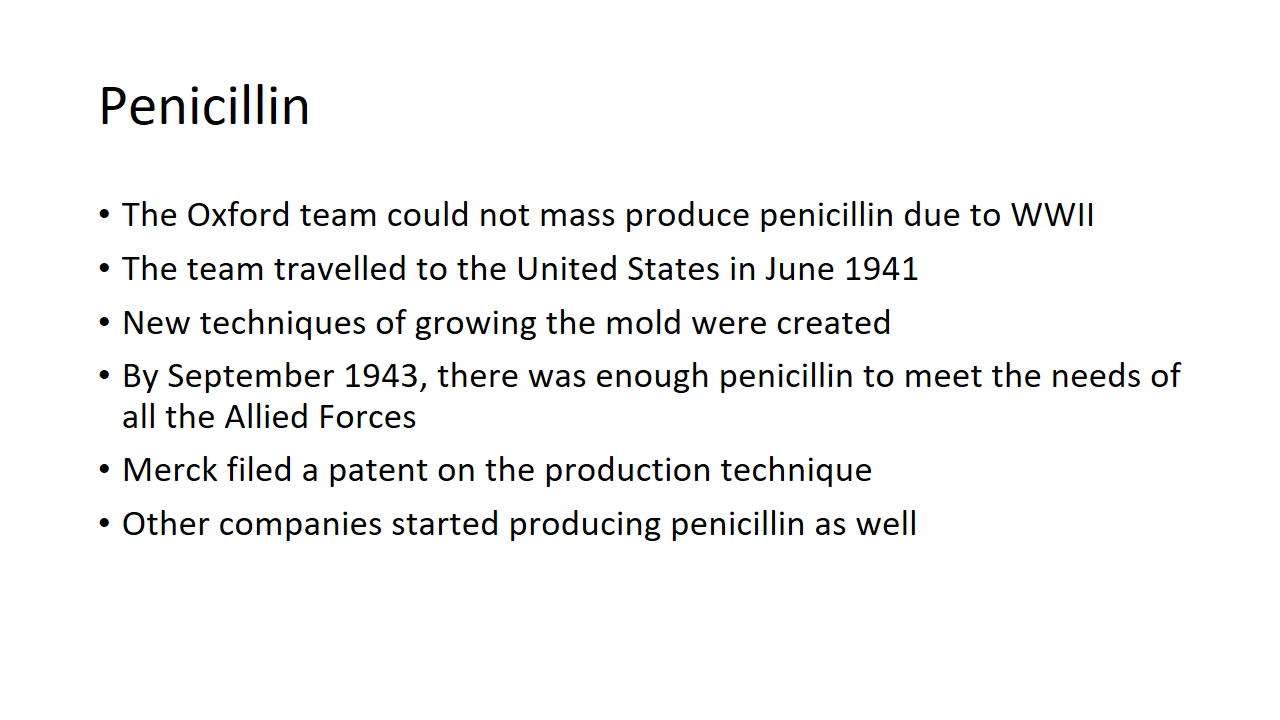 Penicillin
• The Oxford team could not mass produce penicillin due to WWII
• The team travelled to the United States in June 1941
• New techniques of growing the mold were created
• By September 1943, there was enough penicillin to meet the needs of
all the Allied Forces
• Merck filed a patent on the production technique
• Other companies started producing penicillin as well